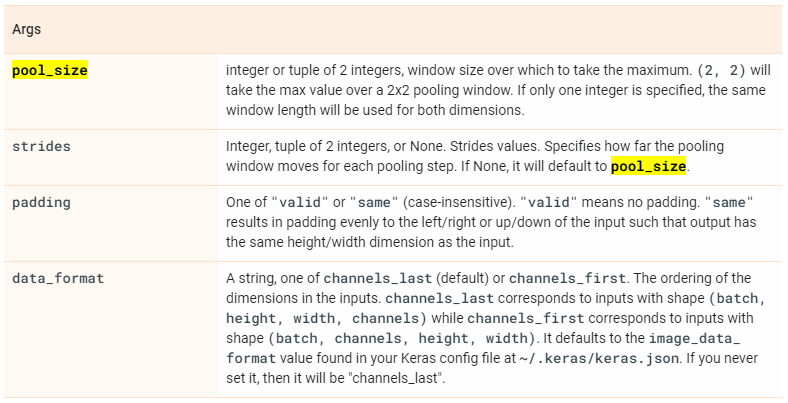 Args
pool_size
integer or tuple of 2 integers, window size over which to take the maximum. (2, 2) will
take the max value over a 2x2 pooling window. If only one integer is specified, the same
window length will be used for both dimensions.
strides
Integer, tuple of 2 integers, or None. Strides values. Specifies how far the pooling
window moves for each pooling step. If None, it will default to pool_size.
padding
One of "valid" or "same" (case-insensitive). "valid" means no padding. "same"
results in padding evenly to the left/right or up/down of the input such that output has
the same height/width dimension as the input.
data_format
A string, one of channels_last (default) or channels_first. The ordering of the
dimensions in the inputs. channels_last corresponds to inputs with shape (batch,
height, width, channels) while channels_first corresponds to inputs with
shape (batch, channels, height, width). It defaults to the image_data_
format value found in your Keras config file at ~/.keras/keras.json. If you never
set it, then it will be "channels_last".